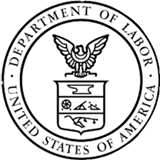 DEPARTMENT OF LABOR
UNITED STATES OF AMERICA